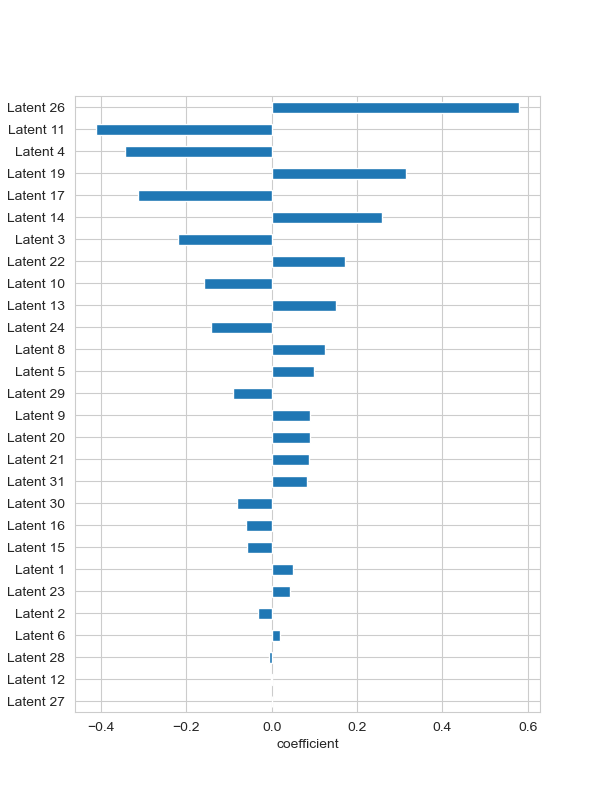 Latent 26
Latent 11
Latent 4
Latent 19
Latent 17
Latent 14
Latent 3
Latent 22
Latent 10
Latent 13
Latent 24
Latent 8
Latent 5
Latent 29
Latent 9
Latent 20
Latent 21
Latent 31
Latent 30
Latent 16
Latent 15
Latent 1
Latent 23
Latent 2
Latent 6
Latent 28
Latent 12
Latent 27
−0.4 −0.2 0.0 0.2 0.4 0.6
coefficient